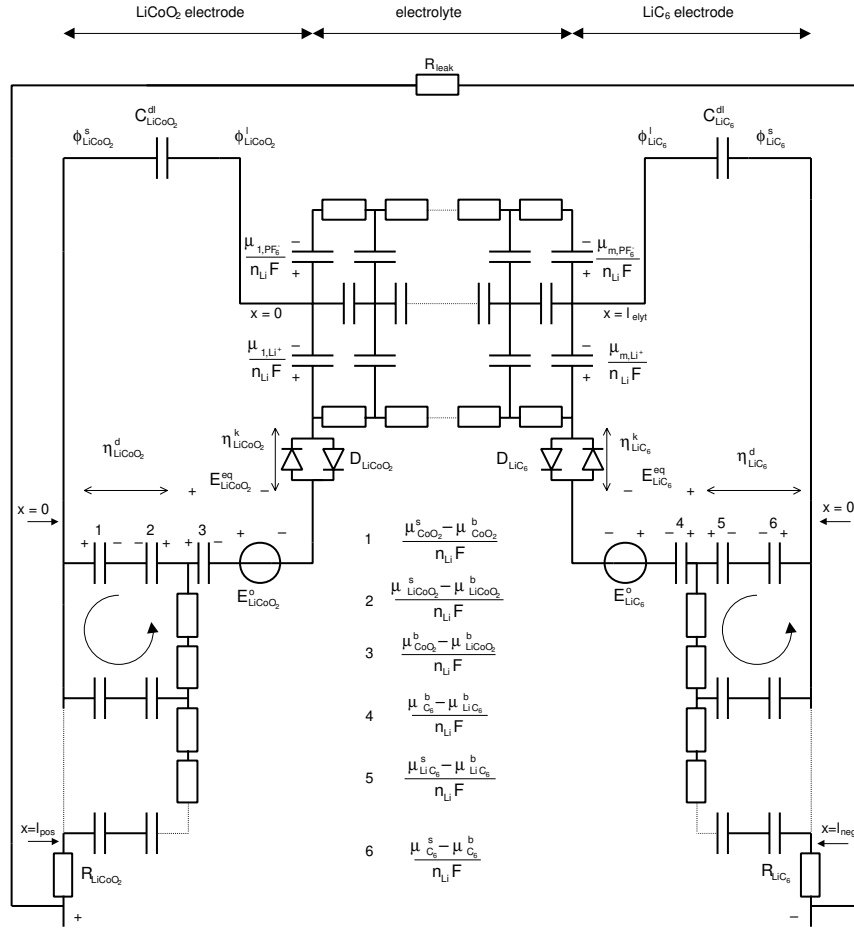 LiCoO₂ electrode electrolyte LiC₆ electrode
R_leak
C^dl_LiCoO₂ C^dl_LiC₆
ϕ^s_LiCoO₂ ϕ^l_LiCoO₂ ϕ^l_LiC₆ ϕ^s_LiC₆
μ_1,PF₆⁻ − − μ_m,PF₆⁻
n_Li F + + n_Li F
x = 0 x = l_elyt
μ_1,Li⁺ − − μ_m,Li⁺
n_Li F + + n_Li F
η^k_LiCoO₂ η^k_LiC₆
η^d_LiCoO₂ D_LiCoO₂ D_LiC₆ η^d_LiC₆
E^eq_LiCoO₂ E^eq_LiC₆
+ − − +
x = 0 x = 0
1 2 3 4 5 6
+ − − + + − + − − + − + + − − +
E^o_LiCoO₂ E^o_LiC₆
1 μ^s_CoO₂ − μ^b_CoO₂
n_Li F
2 μ^s_LiCoO₂ − μ^b_LiCoO₂
n_Li F
3 μ^b_CoO₂ − μ^b_LiCoO₂
n_Li F
4 μ^b_C₆ − μ^b_LiC₆
n_Li F
5 μ^s_LiC₆ − μ^b_LiC₆
n_Li F
6 μ^s_C₆ − μ^b_C₆
n_Li F
x=l_pos x=l_neg
R_LiCoO₂ R_LiC₆
+ −